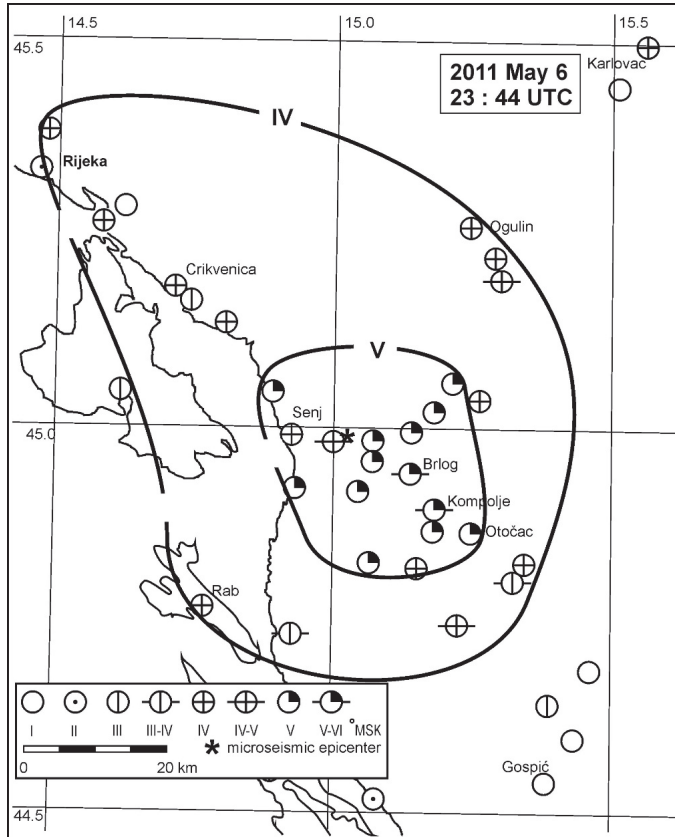 14.5 15.0 15.5
45.5
Karlovac
2011 May 6
23 : 44 UTC
IV
Rijeka
Ogulin
Crikvenica
V
Senj
45.0
Brlog
Kompolje
Otočac
Rab
I II III III-IV IV IV-V V V-VI °MSK
* microseismic epicenter
0 20 km
Gospić
44.5